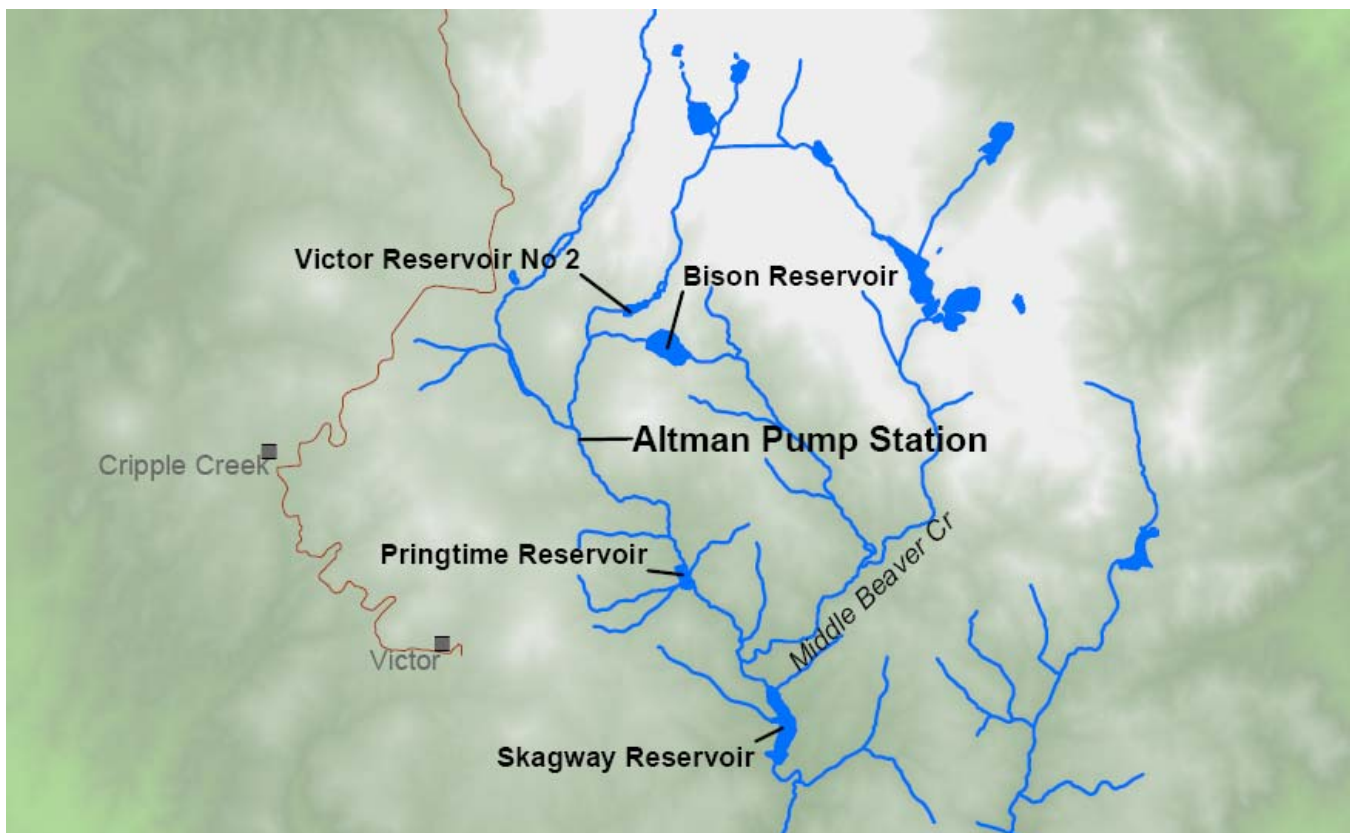 Victor Reservoir No 2
Bison Reservoir
Altman Pump Station
Cripple Creek
Pringtime Reservoir
Middle Beaver Cr
Victor
Skagway Reservoir